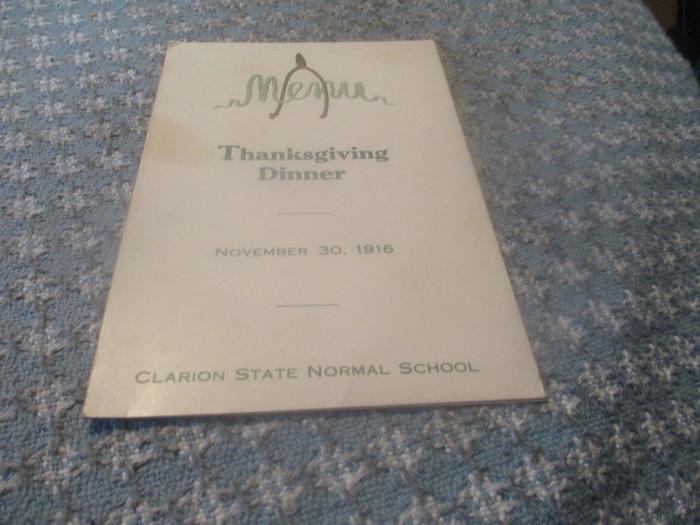 Menu
Thanksgiving
Dinner
NOVEMBER 30. 1916
CLARION STATE NORMAL SCHOOL